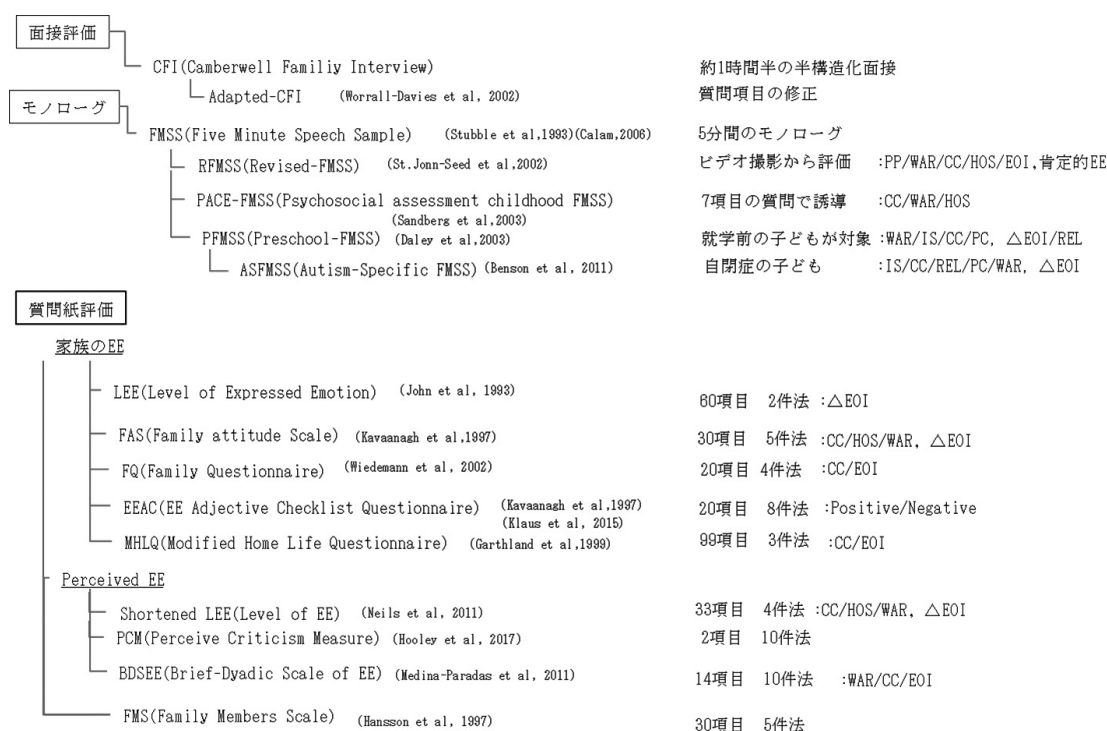 面接評価
CFI(Camberwell Familiy Interview) 約1時間半の半構造化面接
Adapted-CFI (Worrall-Davies et al, 2002) 質問項目の修正
モノローグ
FMSS(Five Minute Speech Sample) (Stubble et al,1993)(Calam,2006) 5分間のモノローグ
RFMSS(Revised-FMSS) (St.Jonn-Seed et al,2002) ビデオ撮影から評価 :PP/WAR/CC/HOS/EOI,肯定的EE
PACE-FMSS(Psychosocial assessment childhood FMSS) 7項目の質問で誘導 :CC/WAR/HOS
(Sandberg et al,2003)
PFMSS(Preschool-FMSS) (Daley et al,2003) 就学前の子どもが対象 :WAR/IS/CC/PC, △EOI/REL
ASFMSS(Autism-Specific FMSS) (Benson et al, 2011) 自閉症の子ども :IS/CC/REL/PC/WAR, △EOI
質問紙評価
家族のEE
LEE(Level of Expressed Emotion) (John et al, 1993) 60項目 2件法 :△EOI
FAS(Family attitude Scale) (Kavaanagh et al,1997) 30項目 5件法 :CC/HOS/WAR, △EOI
FQ(Family Questionnaire) (Wiedemann et al, 2002) 20項目 4件法 :CC/EOI
EEAC(EE Adjective Checklist Questionnaire) (Kavaanagh et al,1997) 20項目 8件法 :Positive/Negative
(Klaus et al, 2015)
MHLQ(Modified Home Life Questionnaire) (Garthland et al,1999) 99項目 3件法 :CC/EOI
Perceived EE
Shortened LEE(Level of EE) (Neils et al, 2011) 33項目 4件法 :CC/HOS/WAR, △EOI
PCM(Perceive Criticism Measure) (Hooley et al, 2017) 2項目 10件法
BDSEE(Brief-Dyadic Scale of EE) (Medina-Paradas et al, 2011) 14項目 10件法 :WAR/CC/EOI
FMS(Family Members Scale) (Hansson et al, 1997) 30項目 5件法